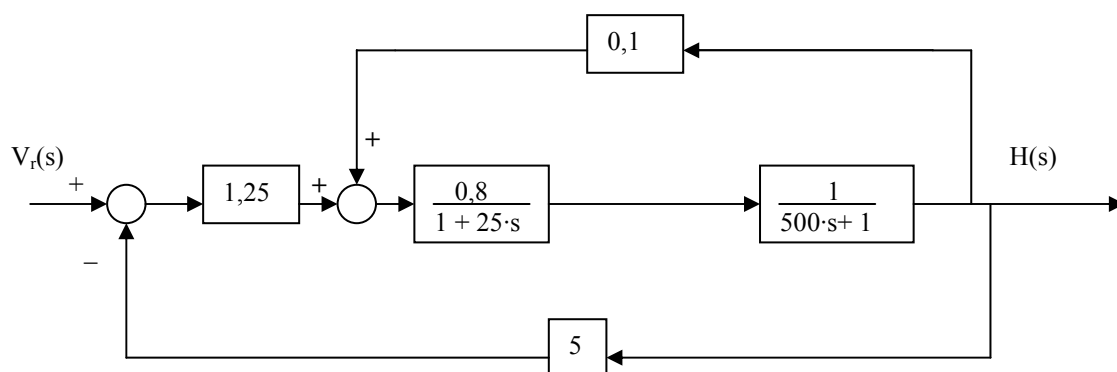 0,1
+
V_r(s)
H(s)
+
1,25
+
0,8
1 + 25·s
1
500·s+ 1
–
5